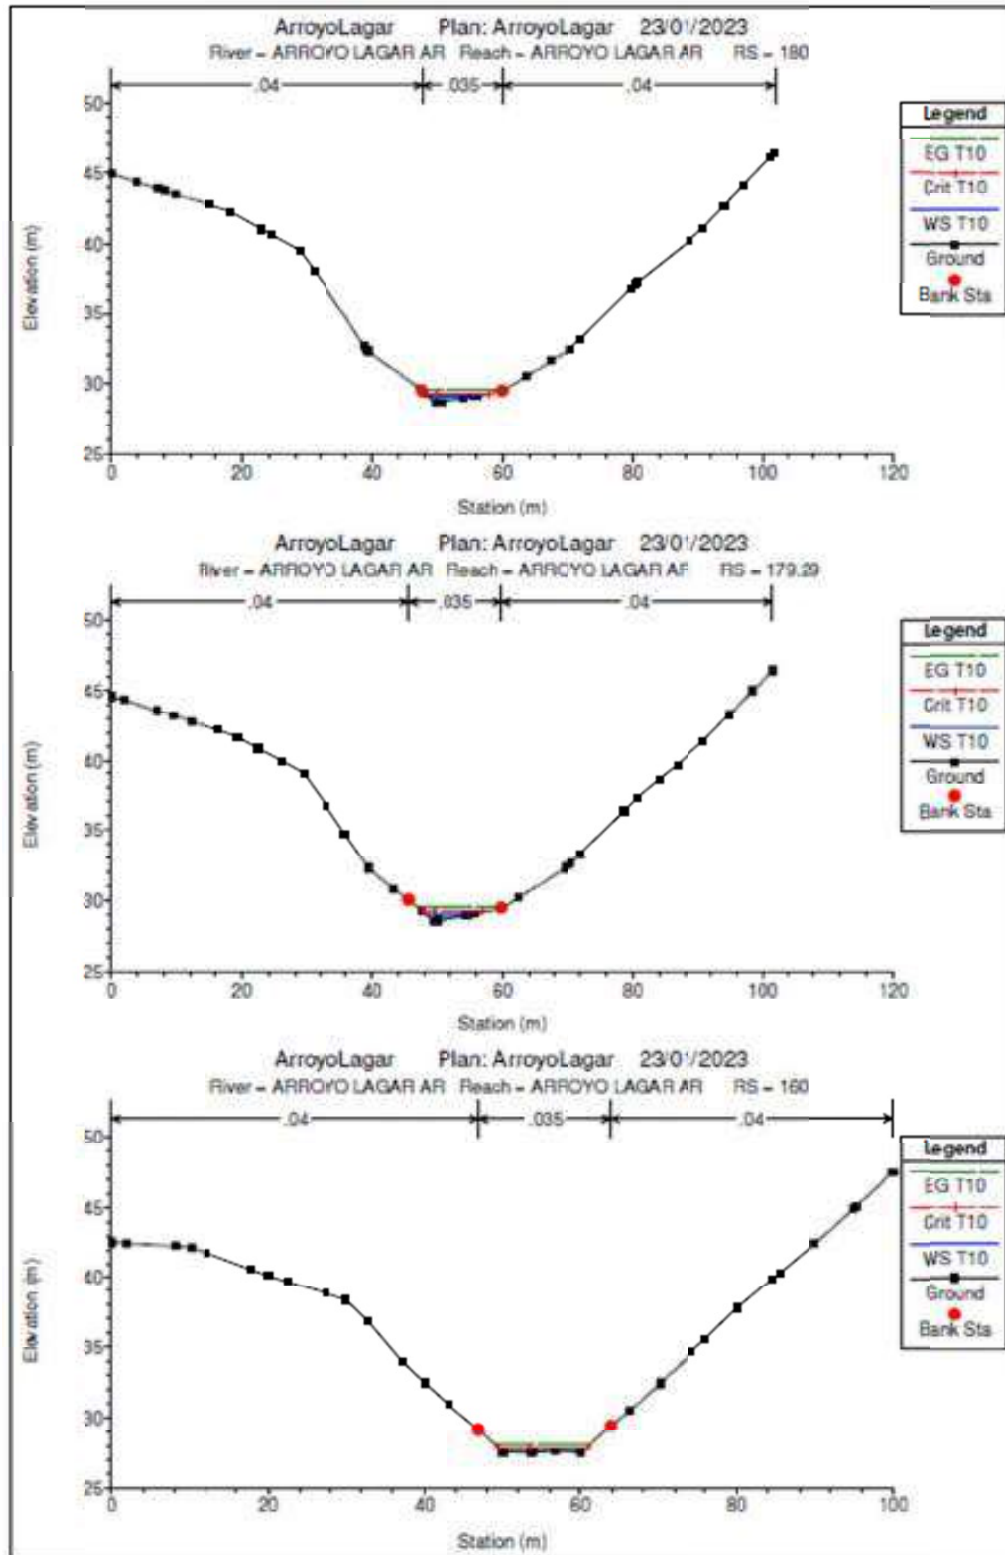 ArroyoLagar Plan: ArroyoLagar 23/01/2023
River = ARROYO LAGAR AR Reach = ARROYO LAGAR AR RS = 180
.04 .035 .04
Legend
EG T10
Crit T10
WS T10
Ground
Bank Sta
50
45
40
35
30
25
Elevation (m)
0 20 40 60 80 100 120
Station (m)
ArroyoLagar Plan: ArroyoLagar 23/01/2023
River = ARROYO LAGAR AR Reach = ARROYO LAGAR AR RS = 179.29
.04 .035 .04
Legend
EG T10
Crit T10
WS T10
Ground
Bank Sta
50
45
40
35
30
25
Elevation (m)
0 20 40 60 80 100 120
Station (m)
ArroyoLagar Plan: ArroyoLagar 23/01/2023
River = ARROYO LAGAR AR Reach = ARROYO LAGAR AR RS = 160
.04 .035 .04
Legend
EG T10
Crit T10
WS T10
Ground
Bank Sta
50
45
40
35
30
25
Elevation (m)
0 20 40 60 80 100
Station (m)